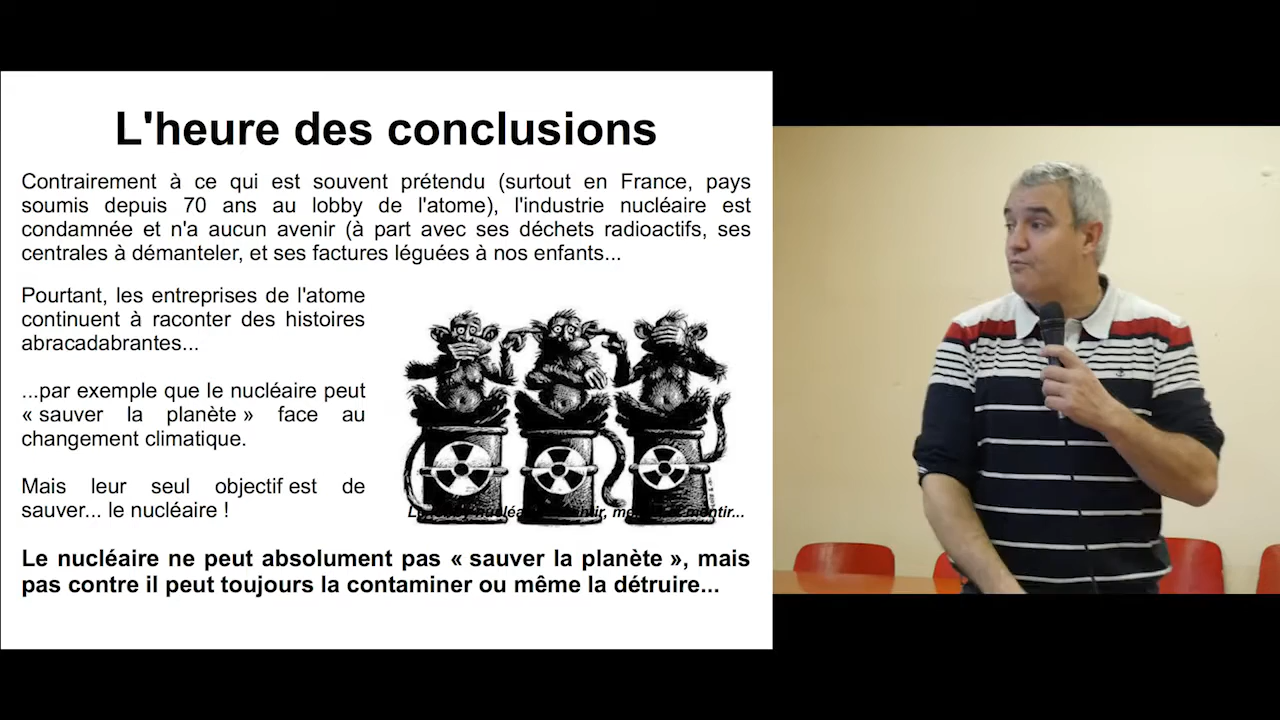 L'heure des conclusions
Contrairement à ce qui est souvent prétendu (surtout en France, pays
soumis depuis 70 ans au lobby de l'atome), l'industrie nucléaire est
condamnée et n'a aucun avenir (à part avec ses déchets radioactifs, ses
centrales à démanteler, et ses factures léguées à nos enfants...
Pourtant, les entreprises de l'atome
continuent à raconter des histoires
abracadabrantes...
...par exemple que le nucléaire peut
« sauver la planète » face au
changement climatique.
Mais leur seul objectif est de
sauver... le nucléaire !
mentir...
Le nucléaire ne peut absolument pas « sauver la planète », mais
pas contre il peut toujours la contaminer ou même la détruire...